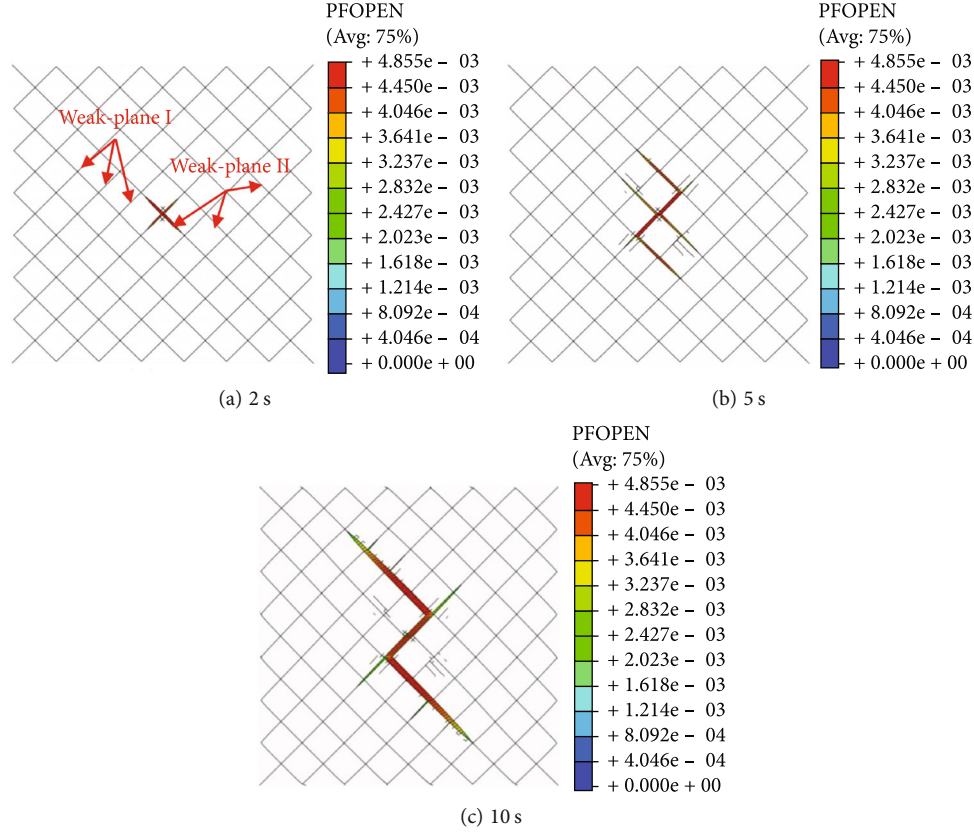 PFOPEN
(Avg: 75%)
+ 4.855e – 03
+ 4.450e – 03
+ 4.046e – 03
+ 3.641e – 03
+ 3.237e – 03
+ 2.832e – 03
+ 2.427e – 03
+ 2.023e – 03
+ 1.618e – 03
+ 1.214e – 03
+ 8.092e – 04
+ 4.046e – 04
+ 0.000e + 00
Weak-plane I
Weak-plane II
(a) 2 s
PFOPEN
(Avg: 75%)
+ 4.855e – 03
+ 4.450e – 03
+ 4.046e – 03
+ 3.641e – 03
+ 3.237e – 03
+ 2.832e – 03
+ 2.427e – 03
+ 2.023e – 03
+ 1.618e – 03
+ 1.214e – 03
+ 8.092e – 04
+ 4.046e – 04
+ 0.000e + 00
(b) 5 s
PFOPEN
(Avg: 75%)
+ 4.855e – 03
+ 4.450e – 03
+ 4.046e – 03
+ 3.641e – 03
+ 3.237e – 03
+ 2.832e – 03
+ 2.427e – 03
+ 2.023e – 03
+ 1.618e – 03
+ 1.214e – 03
+ 8.092e – 04
+ 4.046e – 04
+ 0.000e + 00
(c) 10 s